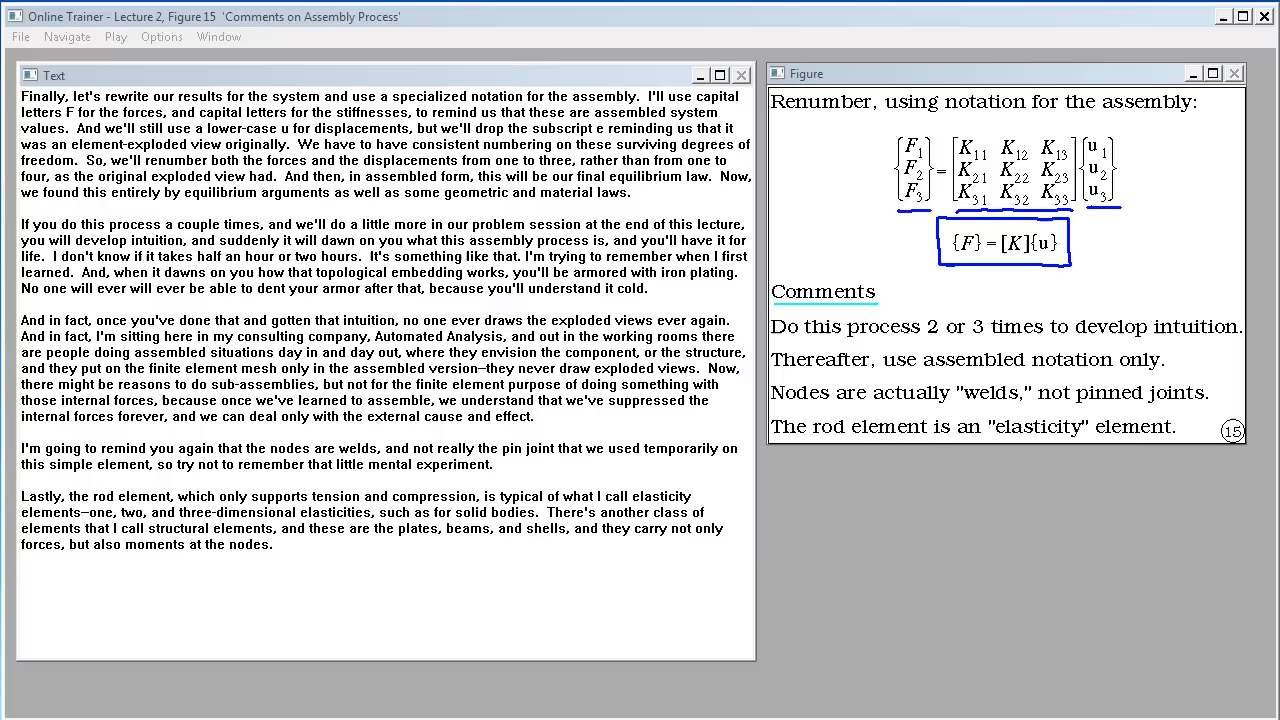 Online Trainer - Lecture 2, Figure 15 'Comments on Assembly Process'
File Navigate Play Options Window
Text
Finally, let's rewrite our results for the system and use a specialized notation for the assembly. I'll use capital
letters F for the forces, and capital letters for the stiffnesses, to remind us that these are assembled system
values. And we'll still use a lower-case u for displacements, but we'll drop the subscript e reminding us that it
was an element-exploded view originally. We have to have consistent numbering on these surviving degrees of
freedom. So, we'll renumber both the forces and the displacements from one to three, rather than from one to
four, as the original exploded view had. And then, in assembled form, this will be our final equilibrium law. Now,
we found this entirely by equilibrium arguments as well as some geometric and material laws.
If you do this process a couple times, and we'll do a little more in our problem session at the end of this lecture,
you will develop intuition, and suddenly it will dawn on you what this assembly process is, and you'll have it for
life. I don't know if it takes half an hour or two hours. It's something like that. I'm trying to remember when I first
learned. And, when it dawns on you how that topological embedding works, you'll be armored with iron plating.
No one will ever will ever be able to dent your armor after that, because you'll understand it cold.
And in fact, once you've done that and gotten that intuition, no one ever draws the exploded views ever again.
And in fact, I'm sitting here in my consulting company, Automated Analysis, and out in the working rooms there
are people doing assembled situations day in and day out, where they envision the component, or the structure,
and they put on the finite element mesh only in the assembled version—they never draw exploded views. Now,
there might be reasons to do sub-assemblies, but not for the finite element purpose of doing something with
those internal forces, because once we've learned to assemble, we understand that we've suppressed the
internal forces forever, and we can deal only with the external cause and effect.
I'm going to remind you again that the nodes are welds, and not really the pin joint that we used temporarily on
this simple element, so try not to remember that little mental experiment.
Lastly, the rod element, which only supports tension and compression, is typical of what I call elasticity
elements—one, two, and three-dimensional elasticities, such as for solid bodies. There's another class of
elements that I call structural elements, and these are the plates, beams, and shells, and they carry not only
forces, but also moments at the nodes.
Figure
Renumber, using notation for the assembly:
F1 K11 K12 K13 u1
F2 = K21 K22 K23 u2
F3 K31 K32 K33 u3
{F} = [K]{u}
Comments
Do this process 2 or 3 times to develop intuition.
Thereafter, use assembled notation only.
Nodes are actually "welds," not pinned joints.
The rod element is an "elasticity" element.
15